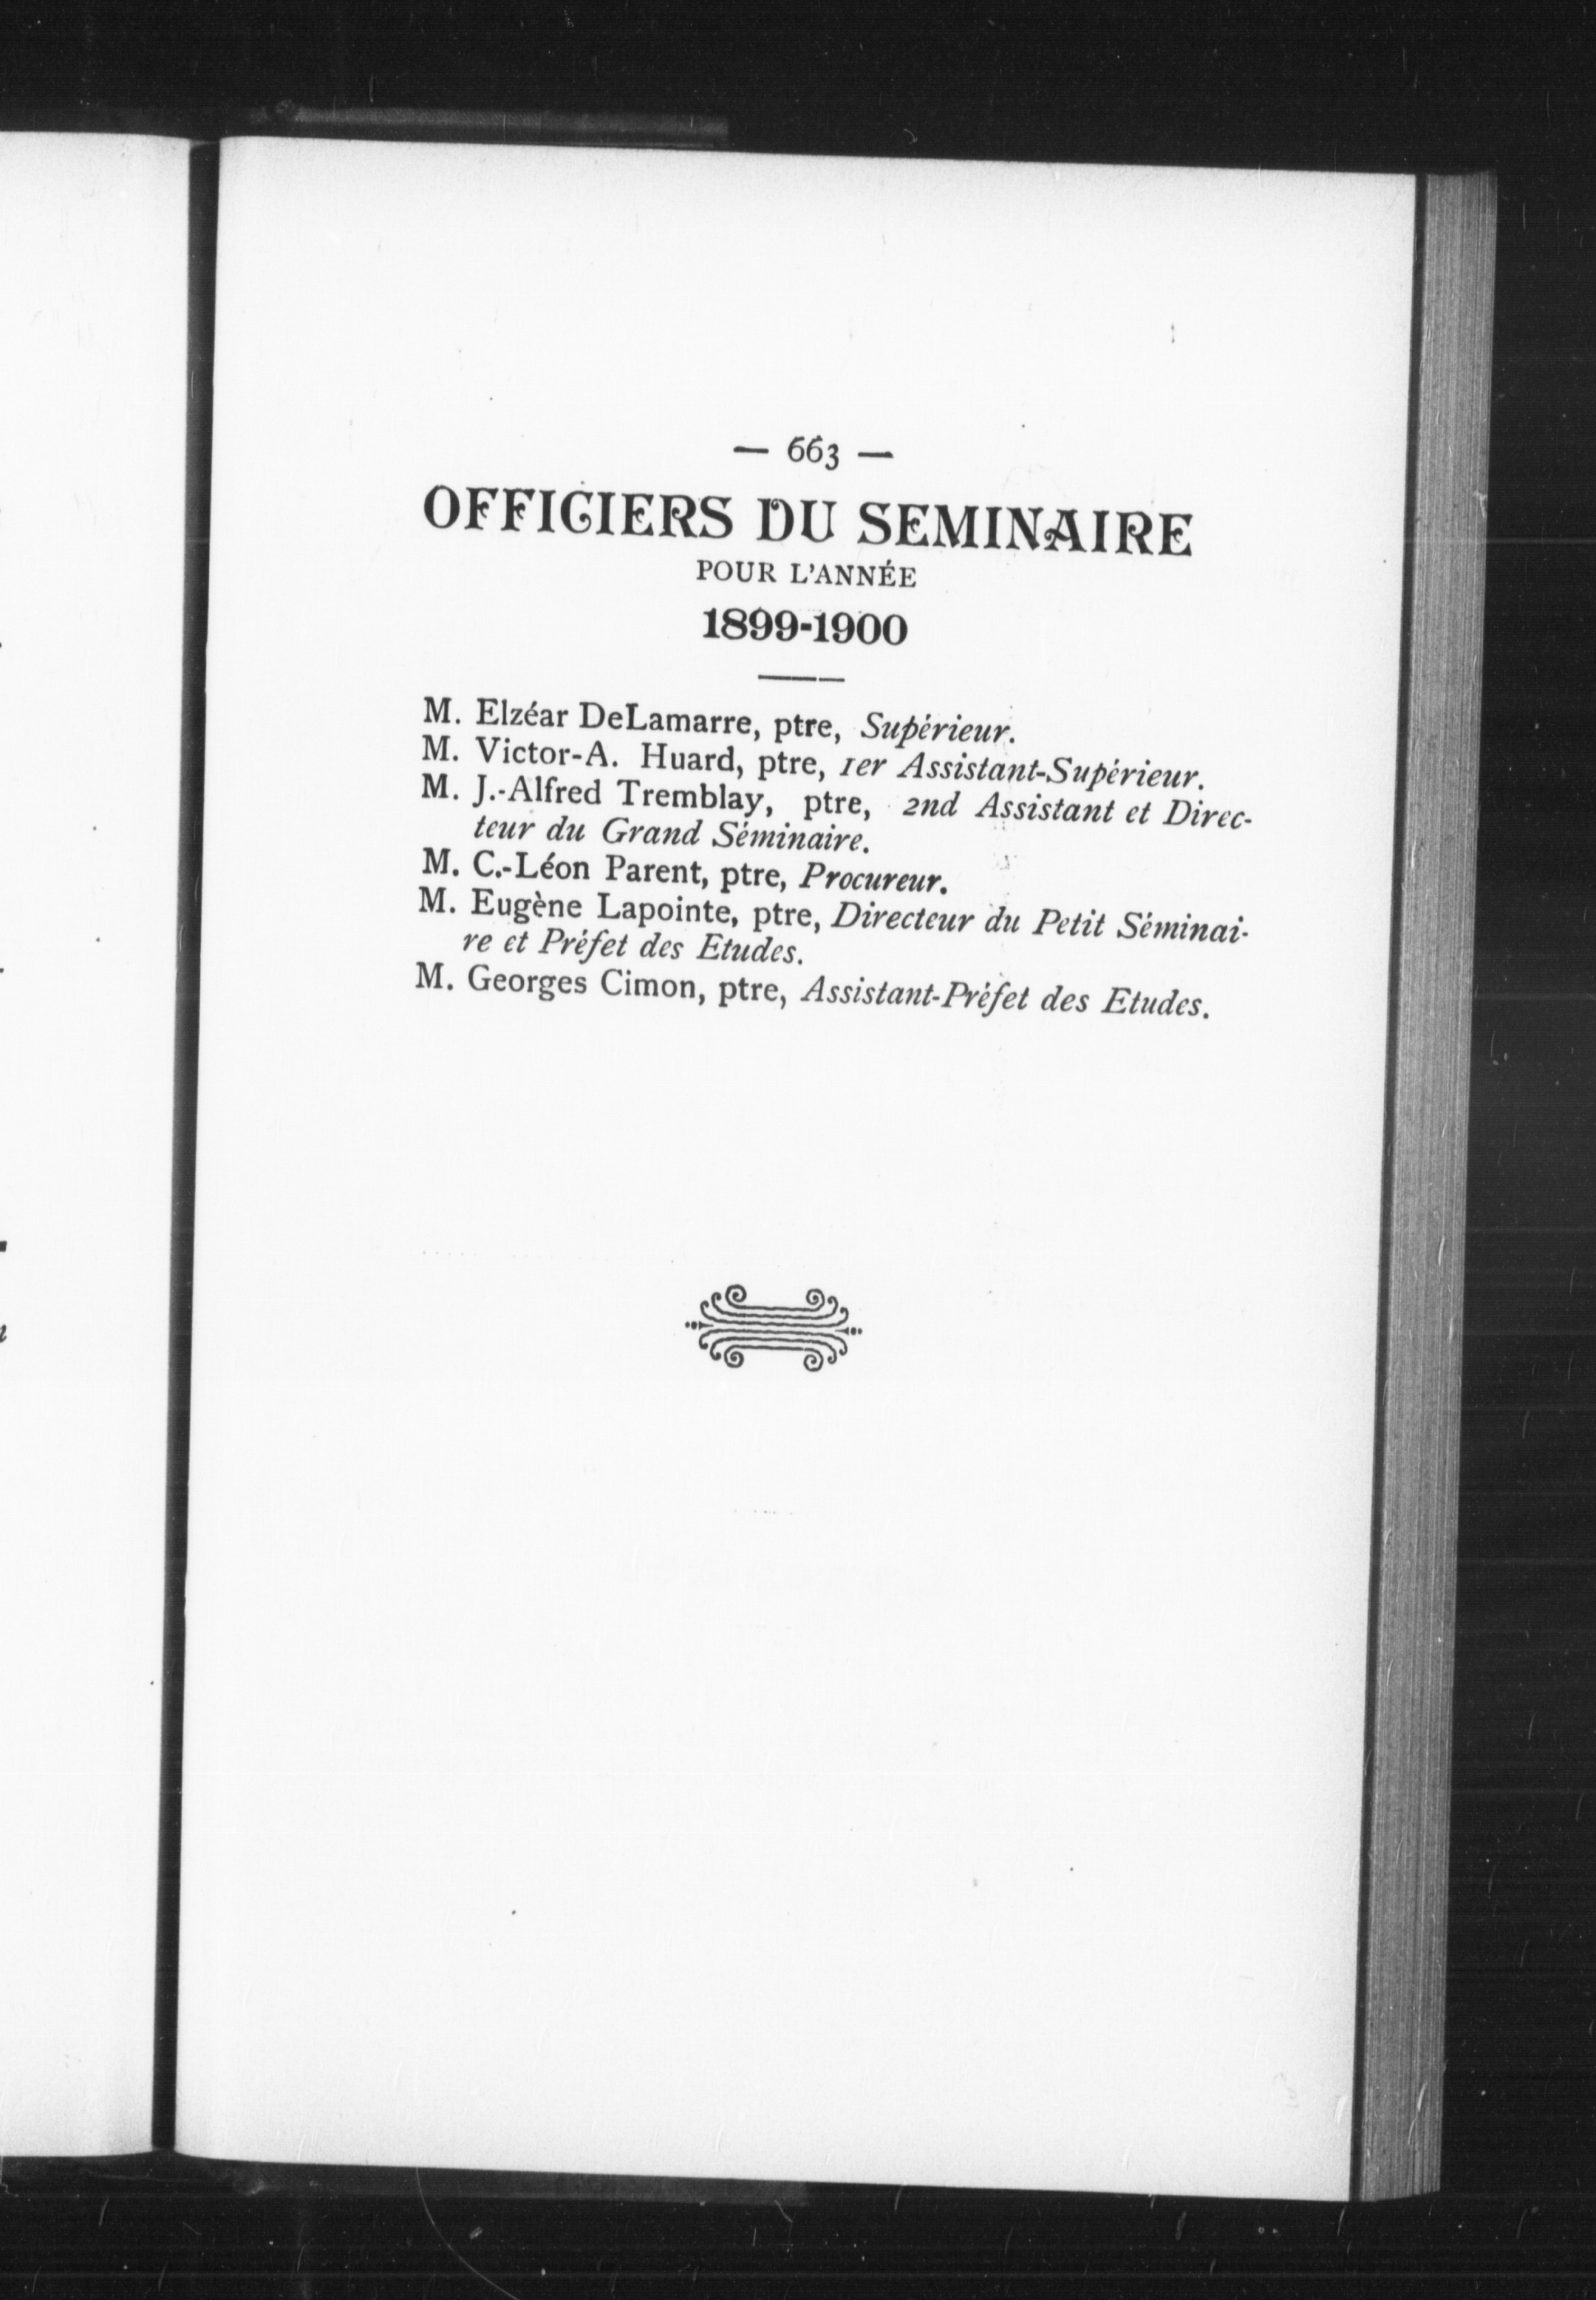 — 663 —
OFFICIERS DU SEMINAIRE
POUR L'ANNÉE
1899-1900
M. Elzéar DeLamarre, ptre, Supérieur.
M. Victor-A. Huard, ptre, 1er Assistant-Supérieur.
M. J.-Alfred Tremblay, ptre, 2nd Assistant et Direc-
teur du Grand Séminaire.
M. C.-Léon Parent, ptre, Procureur.
M. Eugène Lapointe, ptre, Directeur du Petit Séminai-
re et Préfet des Etudes.
M. Georges Cimon, ptre, Assistant-Préfet des Etudes.